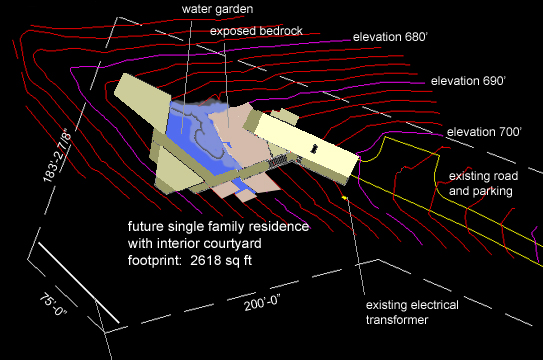 water garden
exposed bedrock
elevation 680'
elevation 690'
elevation 700'
183'-2 7/8"
existing road
and parking
future single family residence
with interior courtyard
footprint: 2618 sq ft
75'-0"
200'-0"
existing electrical
transformer